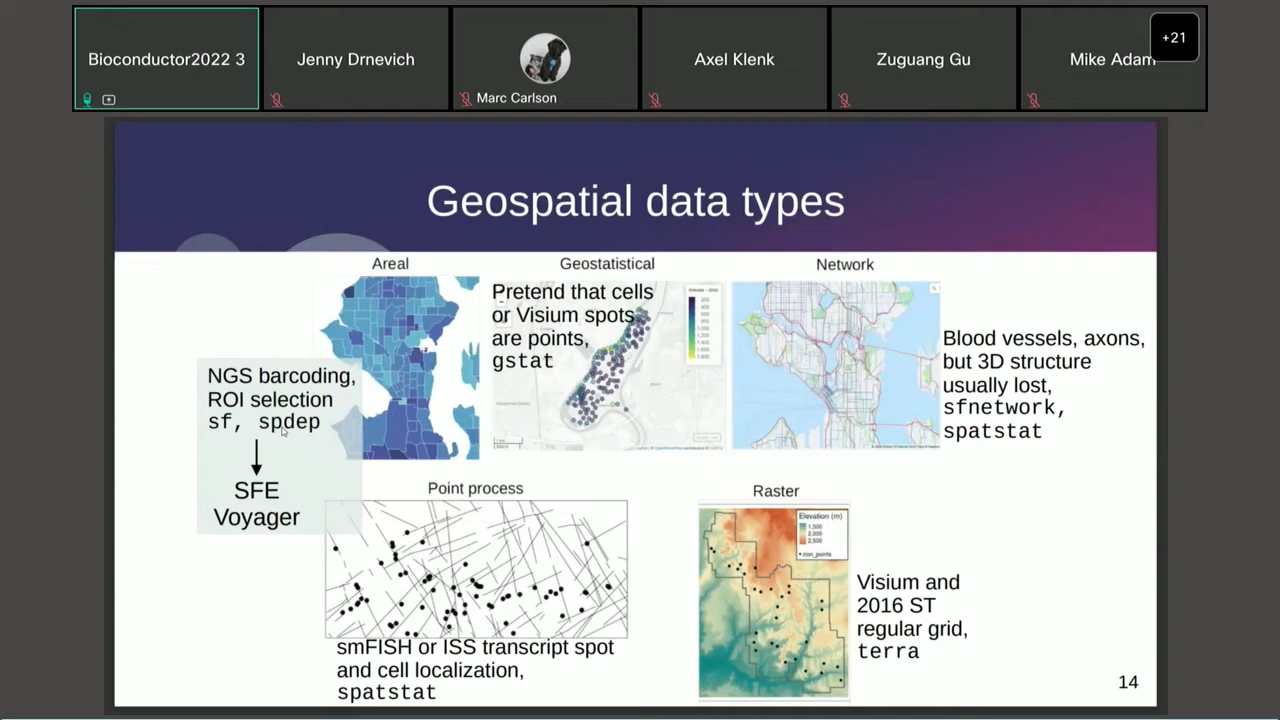 Bioconductor2022 3
Jenny Drnevich
Marc Carlson
Axel Klenk
Zuguang Gu
Mike Adam
+21
Geospatial data types
Areal
Geostatistical
Network
Pretend that cells
or Visium spots
are points,
gstat
Blood vessels, axons,
but 3D structure
usually lost,
sfnetwork,
spatstat
NGS barcoding,
ROI selection
sf, spdep
SFE
Voyager
Point process
Raster
smFISH or ISS transcript spot
and cell localization,
spatstat
Elevation (m)
1,500
2,000
2,500
zion_points
Visium and
2016 ST
regular grid,
terra
14